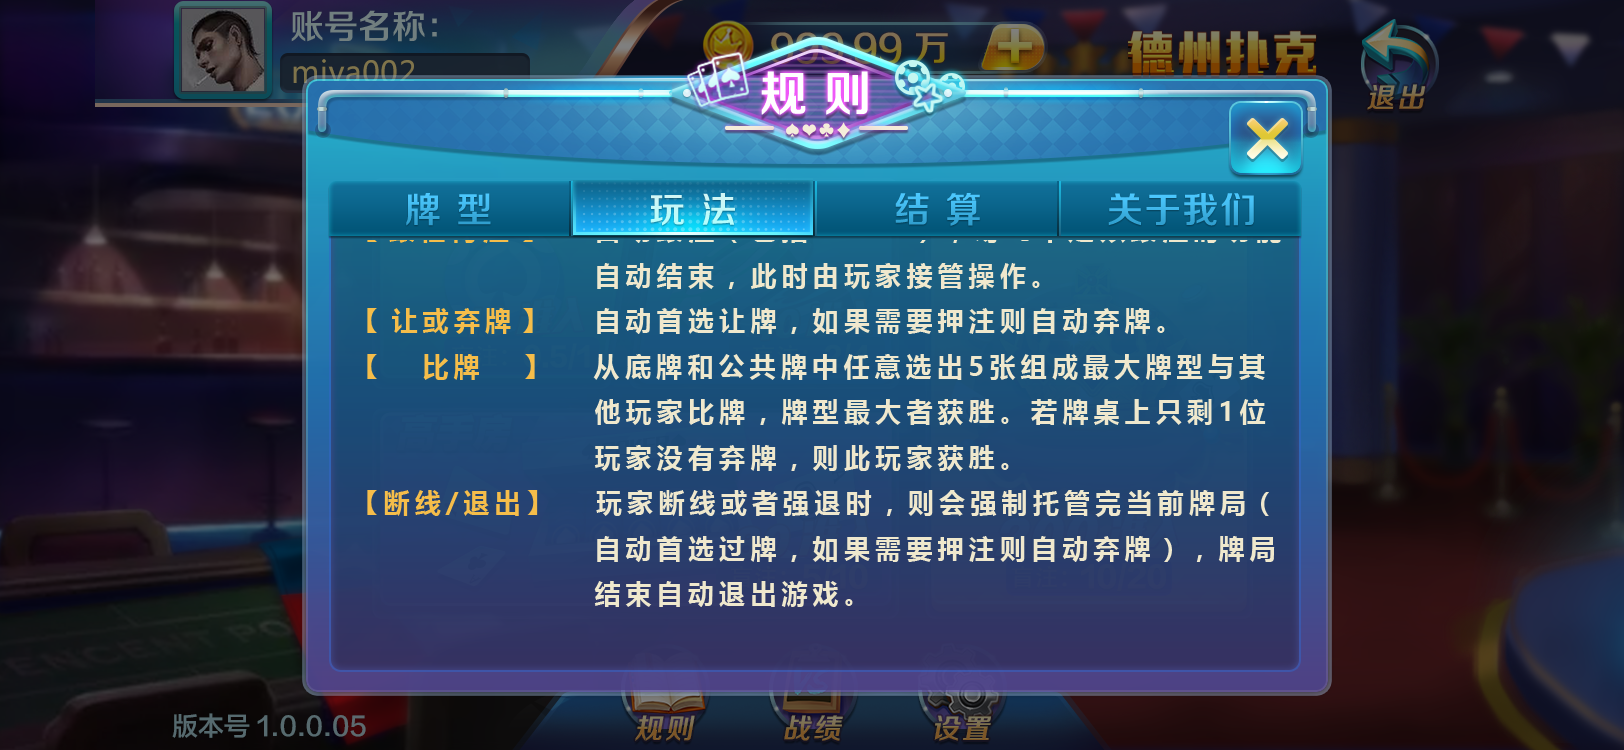 账号名称:
miya002
999.99万
德州扑克
退出
规则
牌型
玩法
结算
关于我们
自动结束，此时由玩家接管操作。
【让或弃牌】 自动首选让牌，如果需要押注则自动弃牌。
【 比牌 】 从底牌和公共牌中任意选出5张组成最大牌型与其
他玩家比牌，牌型最大者获胜。若牌桌上只剩1位
玩家没有弃牌，则此玩家获胜。
【断线/退出】 玩家断线或者强退时，则会强制托管完当前牌局（
自动首选过牌，如果需要押注则自动弃牌），牌局
结束自动退出游戏。
规则
战绩
设置
版本号 1.0.0.05